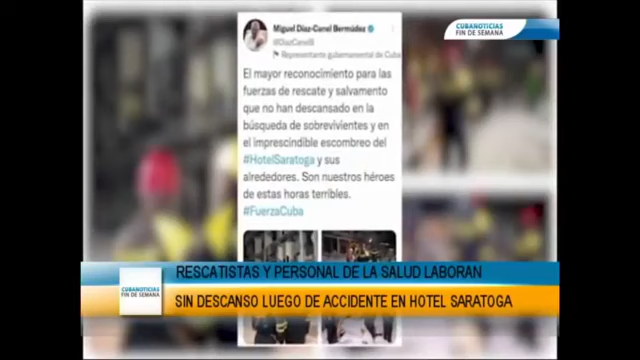 CUBANOTICIAS
FIN DE SEMANA
Miguel Díaz-Canel Bermúdez
@DiazCanelB
Representante gubernamental de Cuba
El mayor reconocimiento para las
fuerzas de rescate y salvamento
que no han descansado en la
búsqueda de sobrevivientes y en
el imprescindible escombreo del
#HotelSaratoga y sus
alrededores. Son nuestros héroes
de estas horas terribles.
#FuerzaCuba
RESCATISTAS Y PERSONAL DE LA SALUD LABORAN
CUBANOTICIAS
FIN DE SEMANA
SIN DESCANSO LUEGO DE ACCIDENTE EN HOTEL SARATOGA